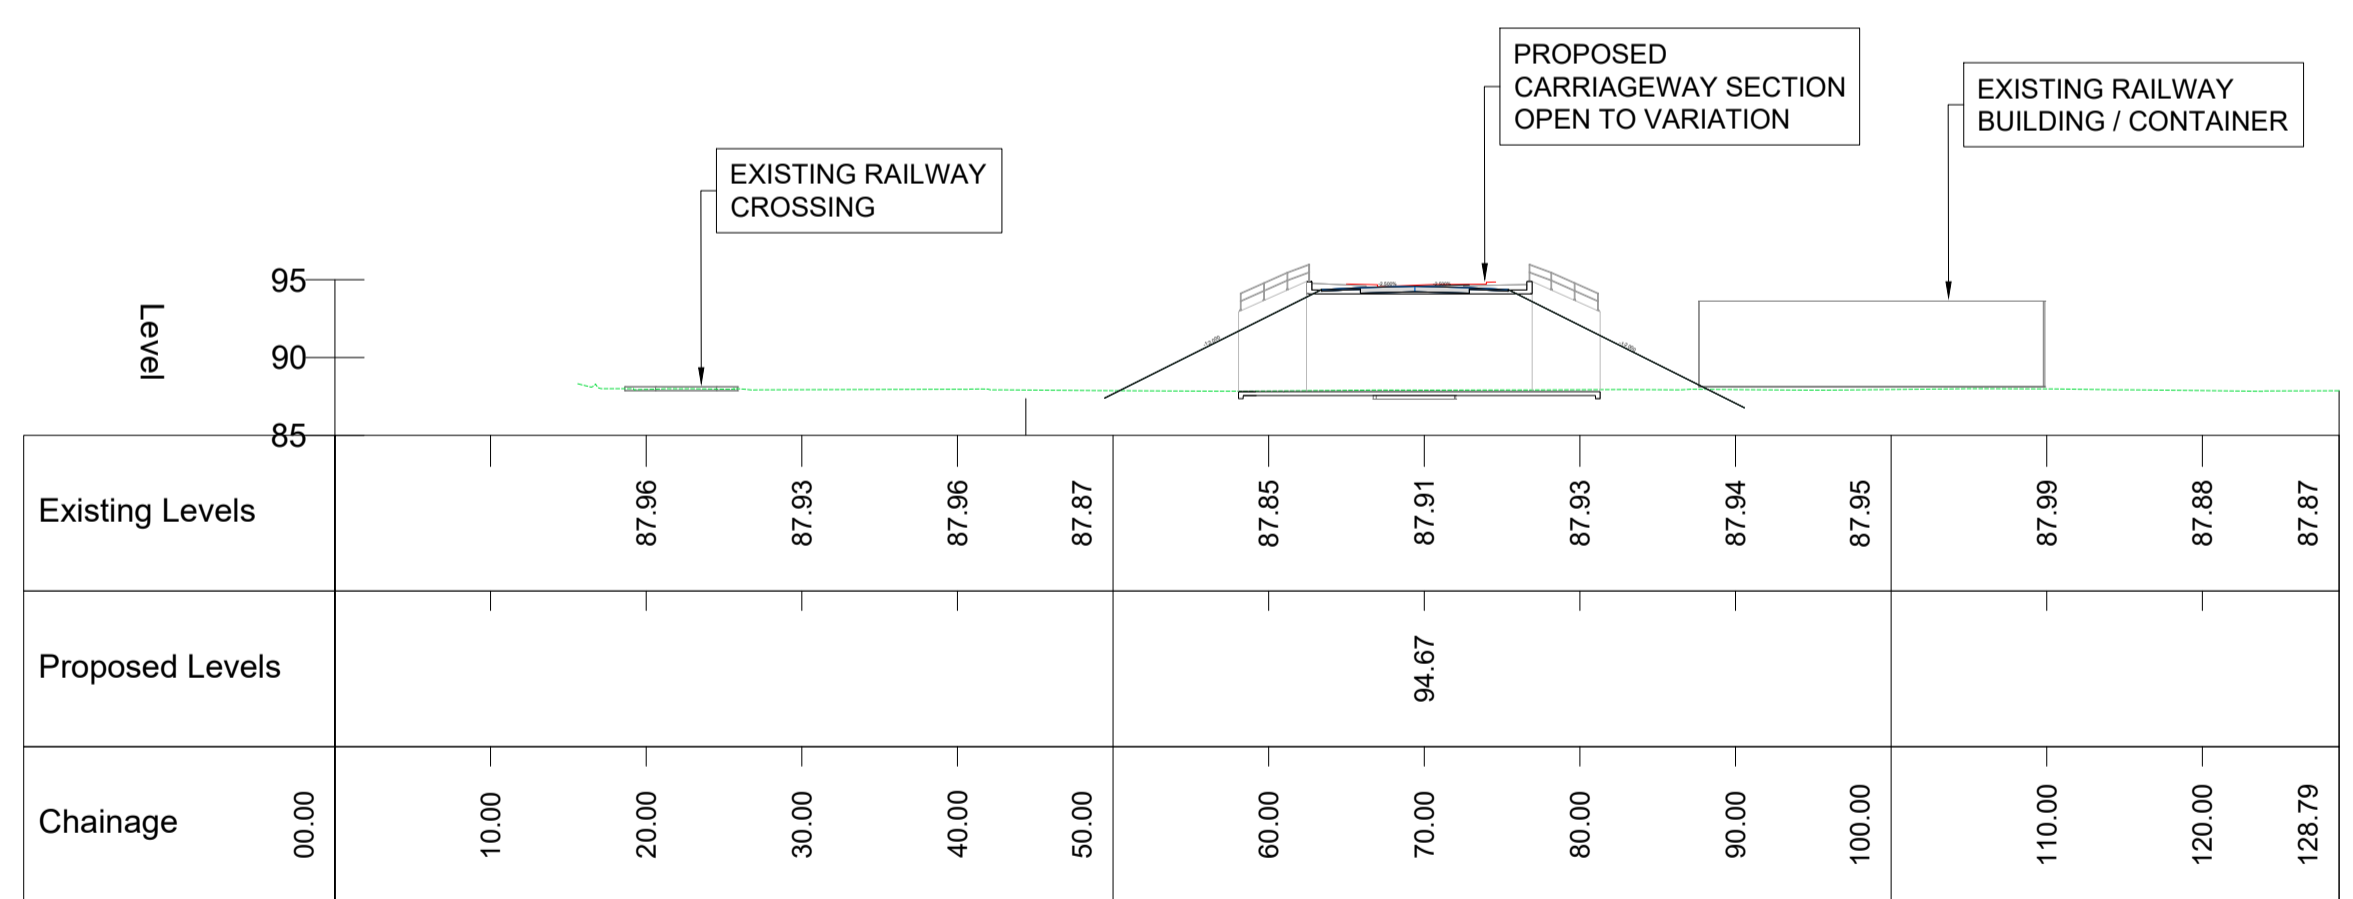 PROPOSED
CARRIAGEWAY SECTION
OPEN TO VARIATION
EXISTING RAILWAY
BUILDING / CONTAINER
EXISTING RAILWAY
CROSSING
Level
95
90
85
Existing Levels
87.96
87.93
87.96
87.87
87.85
87.91
87.93
87.94
87.95
87.99
87.88
87.87
Proposed Levels
94.67
Chainage
00.00
10.00
20.00
30.00
40.00
50.00
60.00
70.00
80.00
90.00
100.00
110.00
120.00
128.79